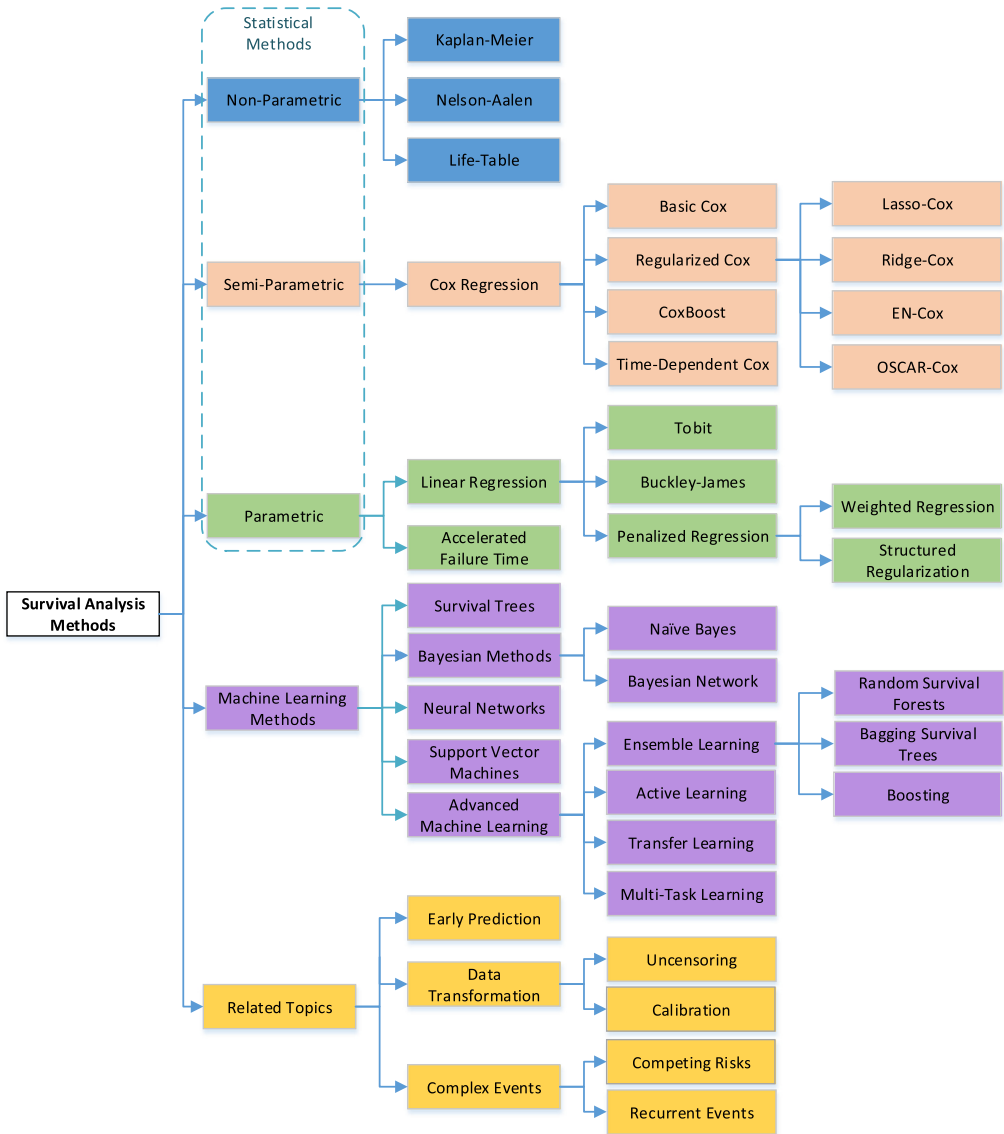 Statistical
Methods
Kaplan-Meier
Non-Parametric
Nelson-Aalen
Life-Table
Basic Cox
Lasso-Cox
Semi-Parametric
Cox Regression
Regularized Cox
Ridge-Cox
CoxBoost
EN-Cox
Time-Dependent Cox
OSCAR-Cox
Tobit
Linear Regression
Buckley-James
Parametric
Weighted Regression
Accelerated
Failure Time
Penalized Regression
Structured
Regularization
Survival Analysis
Methods
Survival Trees
Naïve Bayes
Bayesian Methods
Bayesian Network
Machine Learning
Methods
Neural Networks
Random Survival
Forests
Support Vector
Machines
Ensemble Learning
Bagging Survival
Trees
Advanced
Machine Learning
Active Learning
Boosting
Transfer Learning
Multi-Task Learning
Early Prediction
Uncensoring
Data
Transformation
Related Topics
Calibration
Competing Risks
Complex Events
Recurrent Events